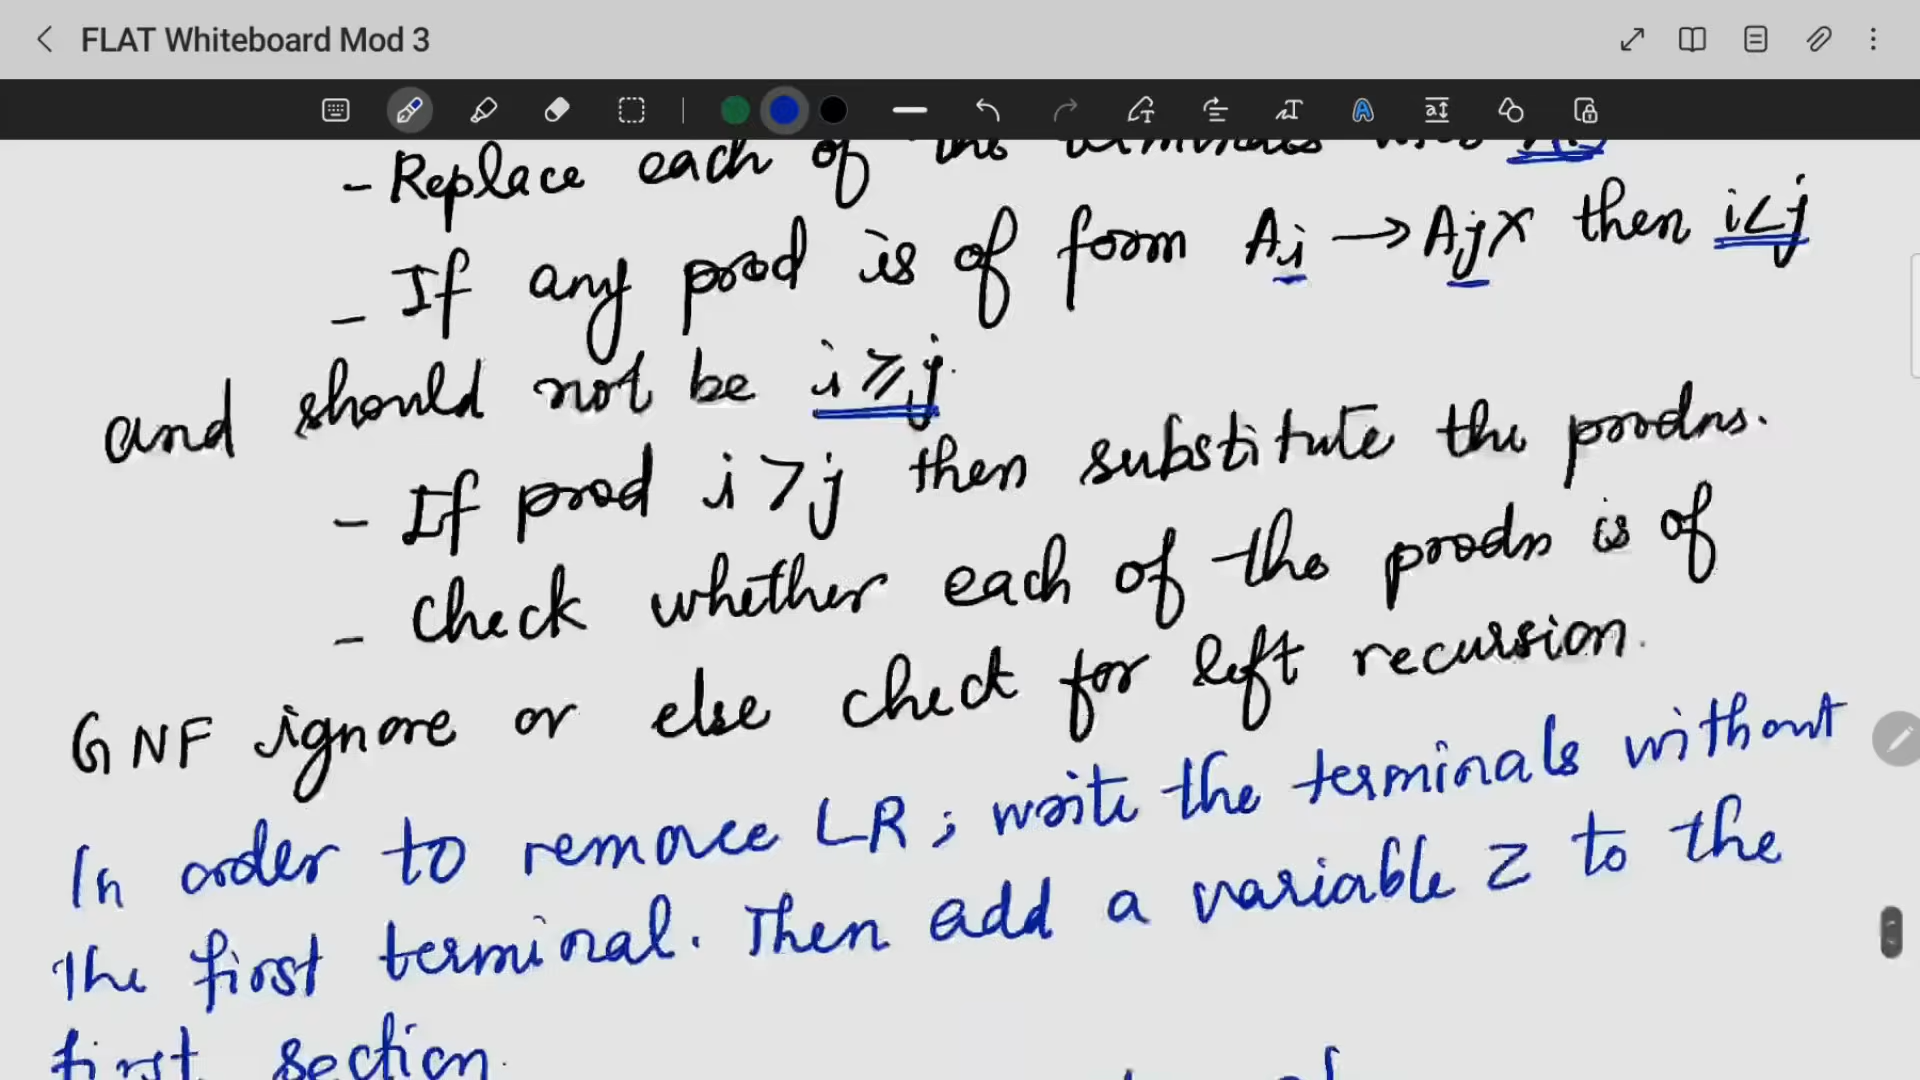 FLAT Whiteboard Mod 3
- Replace each of the terminals with
- If any prod is of form Ai → AjX then i<j
and should not be i ⩾ j.
- If prod i > j then substitute the prodns.
- Check whether each of the prodn is of
GNF ignore or else check for left recursion.
In order to remove LR; write the terminals without
the first terminal. Then add a variable Z to the
first section.